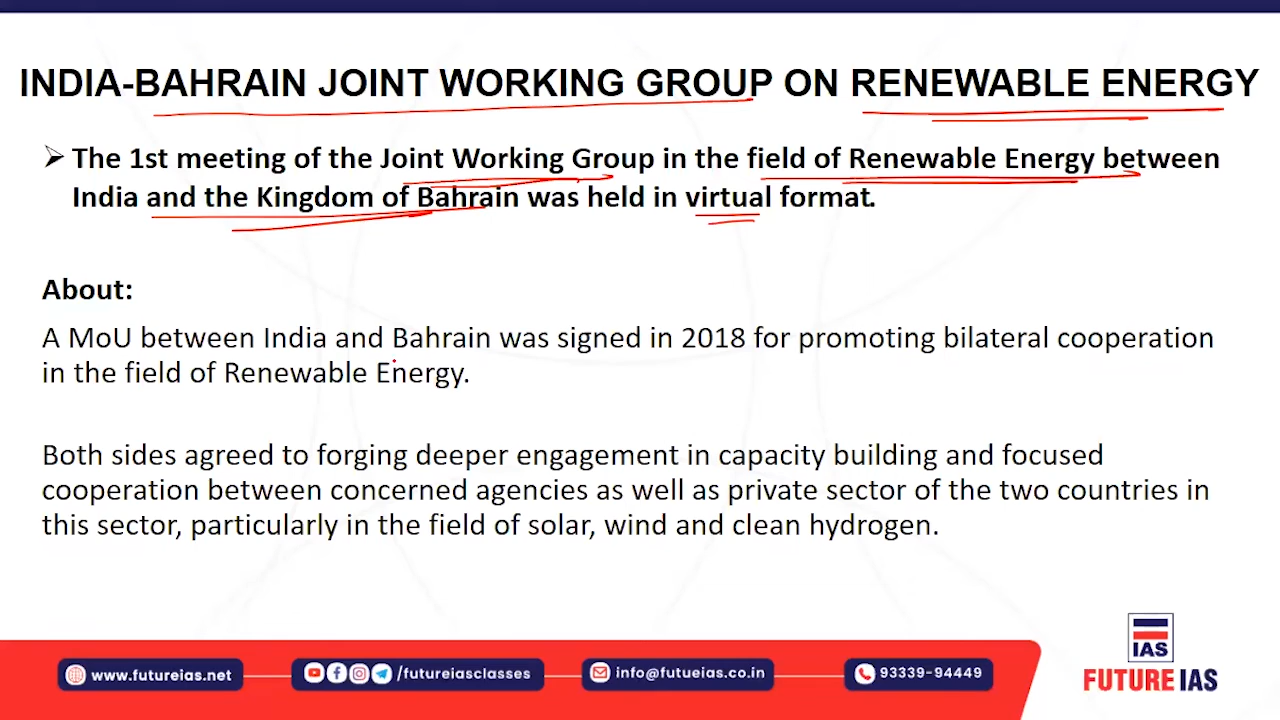 INDIA-BAHRAIN JOINT WORKING GROUP ON RENEWABLE ENERGY
The 1st meeting of the Joint Working Group in the field of Renewable Energy between
India and the Kingdom of Bahrain was held in virtual format.
About:
A MoU between India and Bahrain was signed in 2018 for promoting bilateral cooperation
in the field of Renewable Energy.
Both sides agreed to forging deeper engagement in capacity building and focused
cooperation between concerned agencies as well as private sector of the two countries in
this sector, particularly in the field of solar, wind and clean hydrogen.
IAS
www.futureias.net
/futureiasclasses
info@futueias.co.in
93339-94449
FUTURE IAS